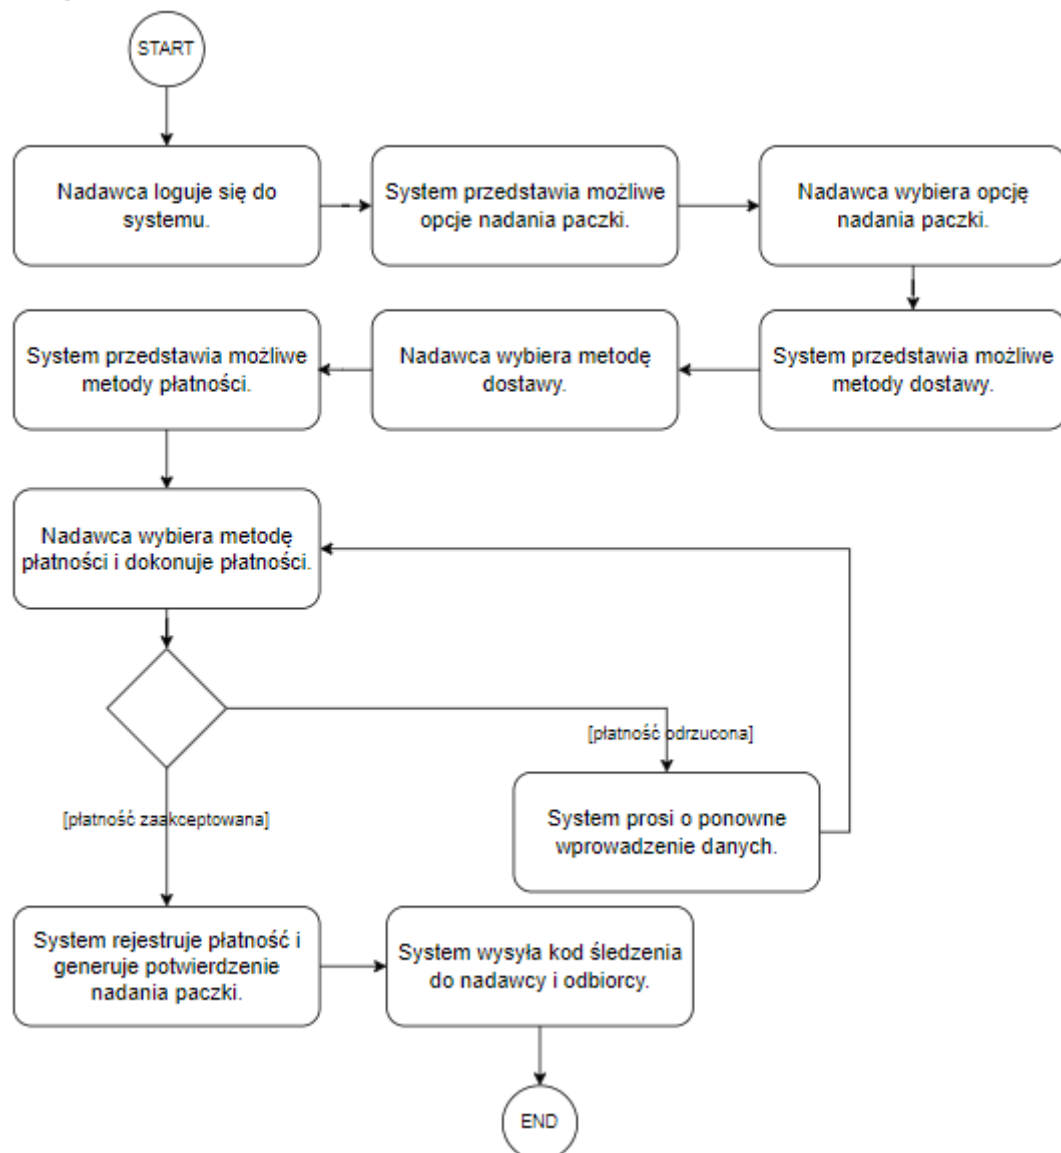 START
Nadawca loguje się do
systemu.
System przedstawia możliwe
opcje nadania paczki.
Nadawca wybiera opcję
nadania paczki.
System przedstawia możliwe
metody płatności.
Nadawca wybiera metodę
dostawy.
System przedstawia możliwe
metody dostawy.
Nadawca wybiera metodę
płatności i dokonuje płatności.
[płatność odrzucona]
[płatność zaakceptowana]
System prosi o ponowne
wprowadzenie danych.
System rejestruje płatność i
generuje potwierdzenie
nadania paczki.
System wysyła kod śledzenia
do nadawcy i odbiorcy.
END